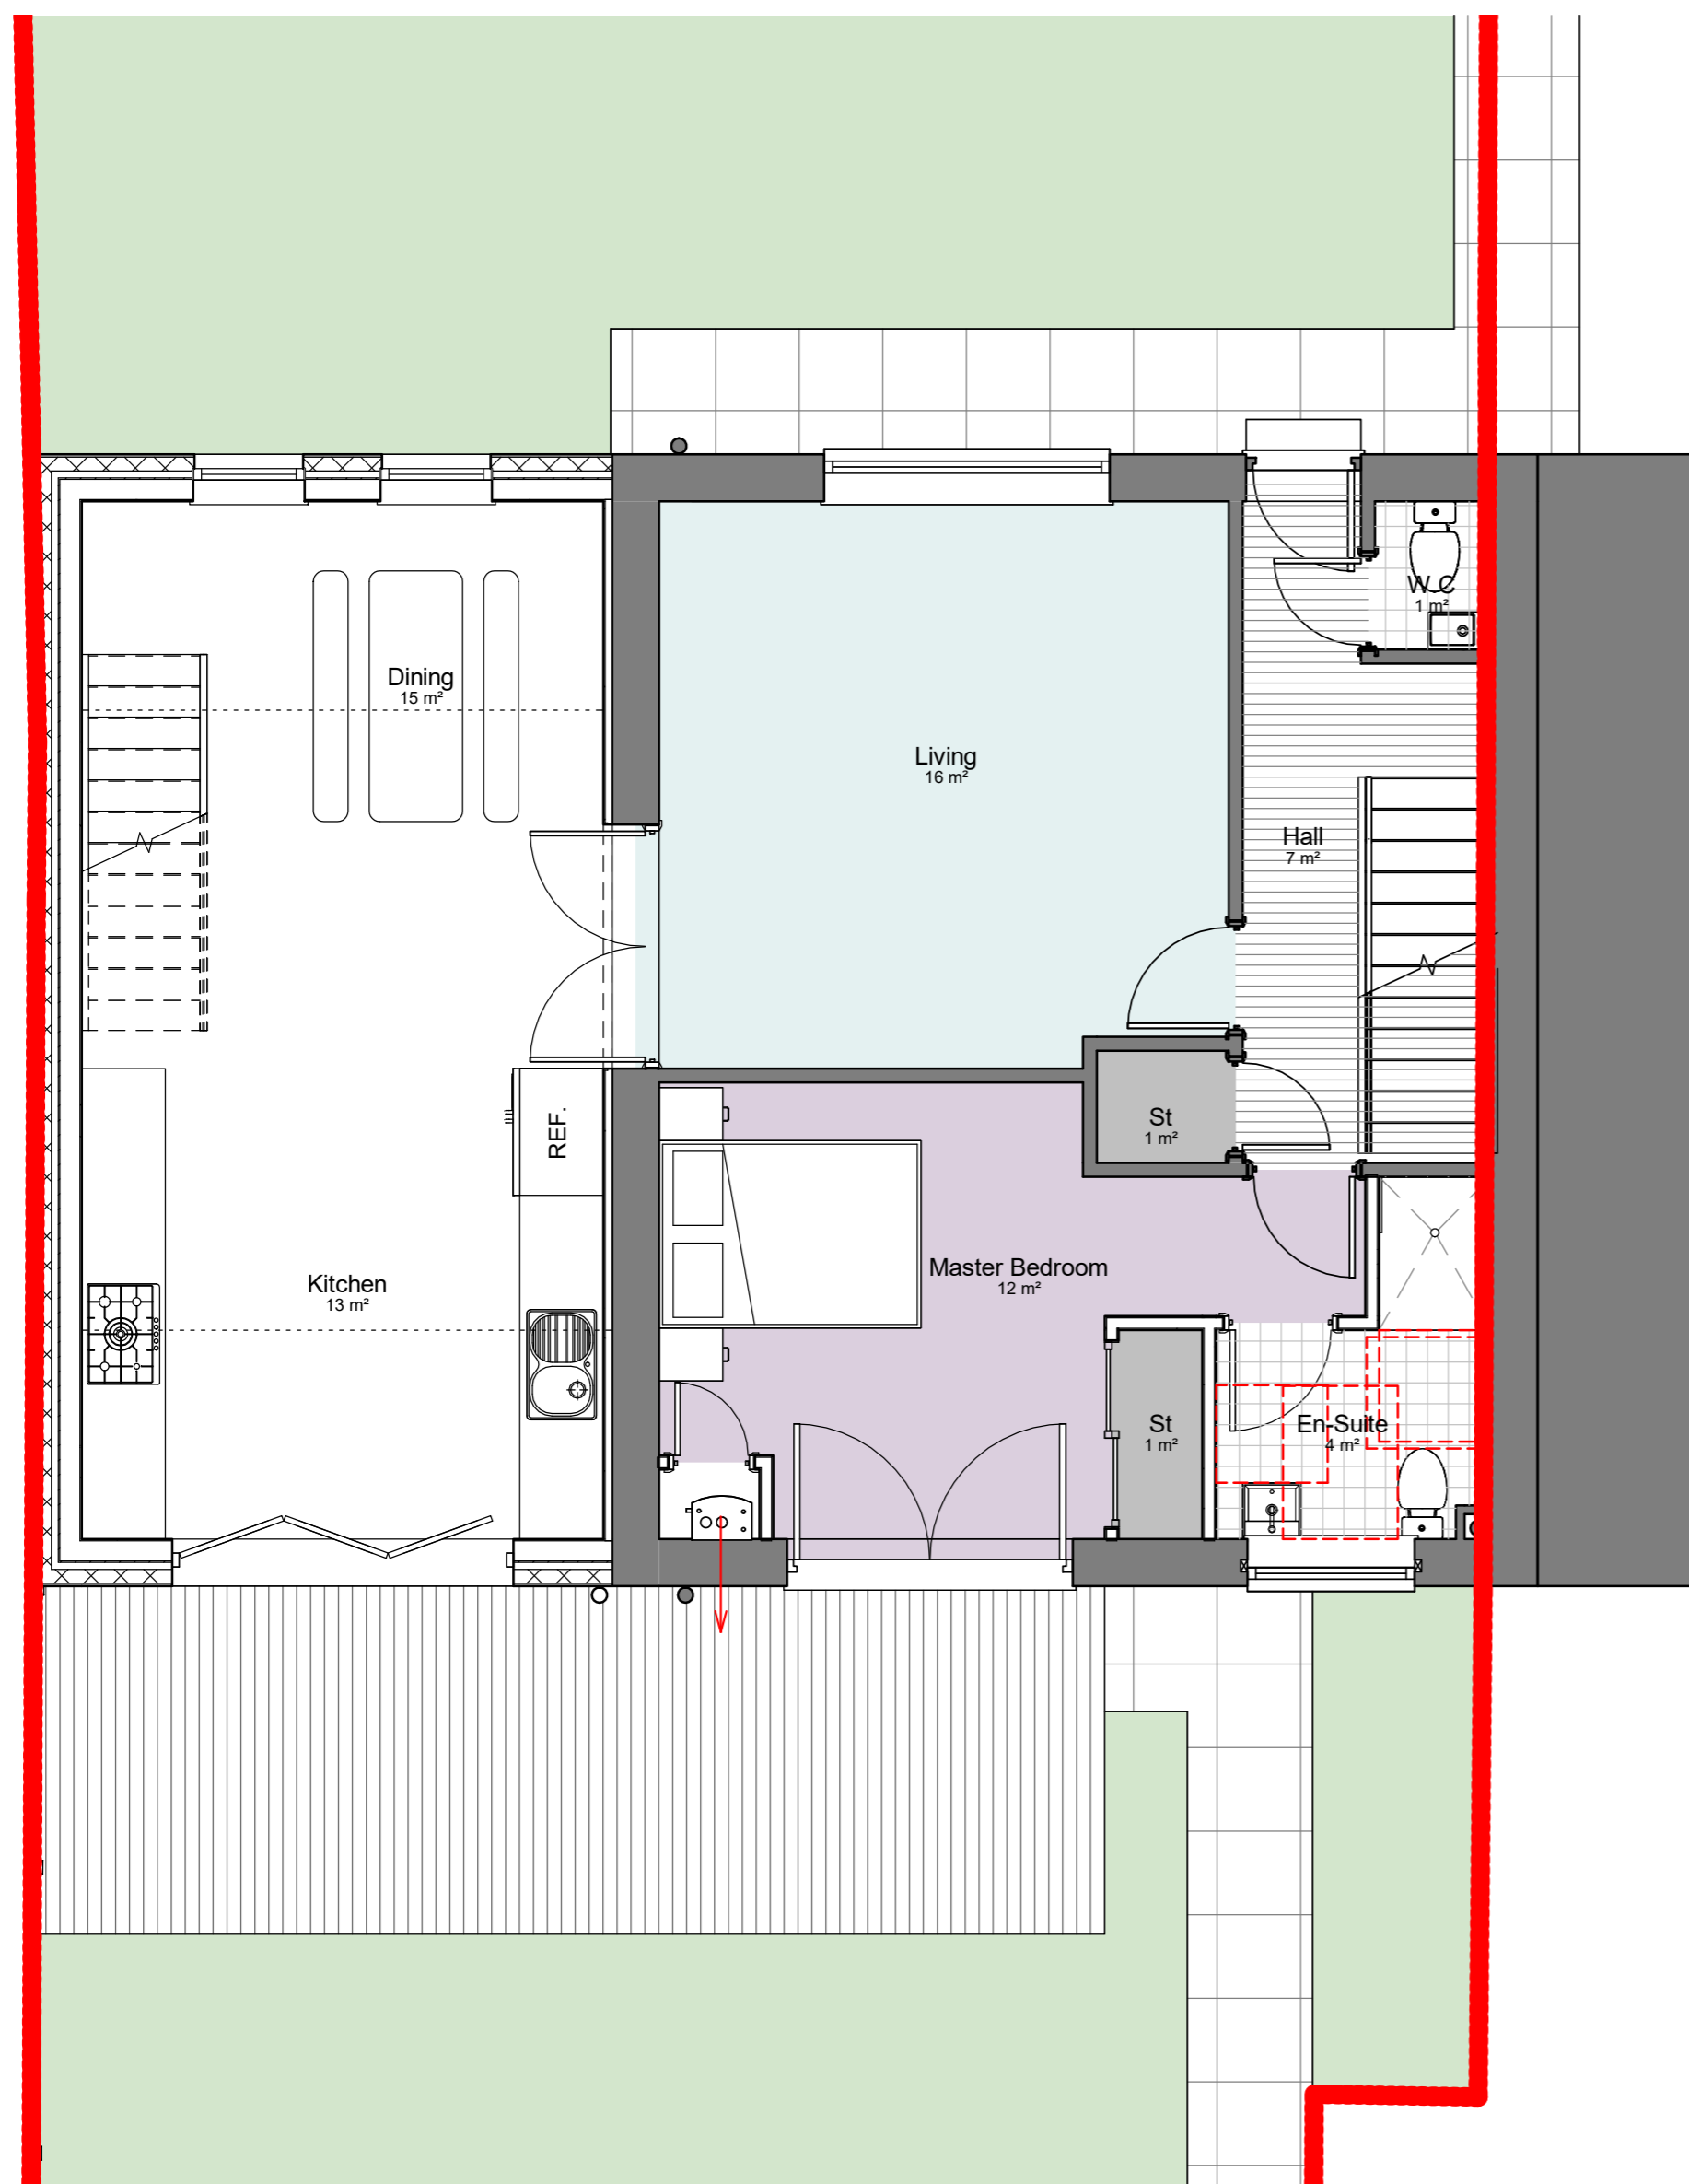 W.C
1 m²
Dining
15 m²
Living
16 m²
Hall
7 m²
REF.
St
1 m²
Master Bedroom
12 m²
Kitchen
13 m²
St
1 m²
En-Suite
4 m²